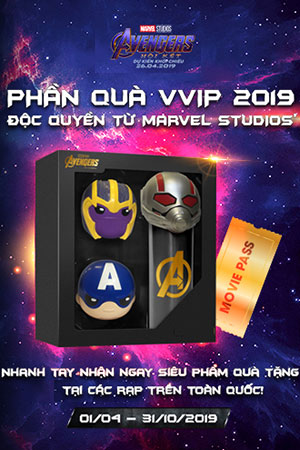 MARVEL STUDIOS
AVENGERS
HỒI KẾT
DỰ KIẾN KHỞI CHIẾU
26.04.2019
PHẦN QUÀ VVIP 2019
ĐỘC QUYỀN TỪ MARVEL STUDIOS
AVENGERS
A
MOVIE PASS
NHANH TAY NHẬN NGAY SIÊU PHẨM QUÀ TẶNG
TẠI CÁC RẠP TRÊN TOÀN QUỐC!
01/04 – 31/10/2019